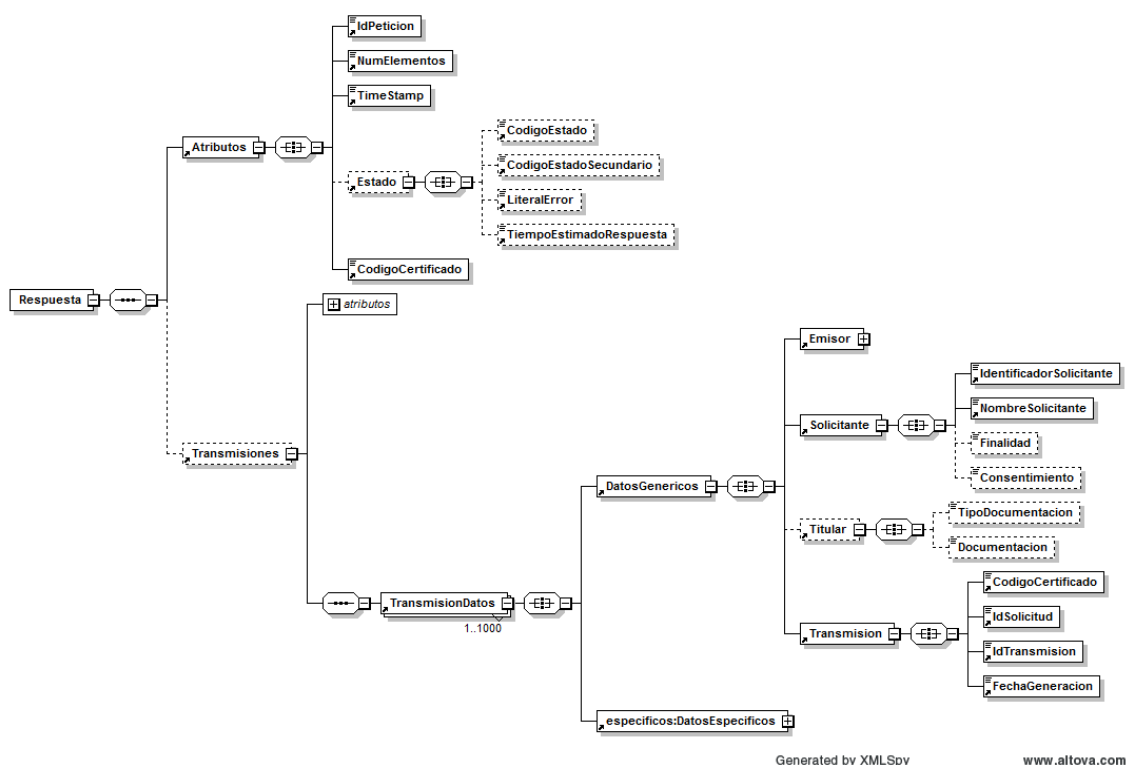 IdPeticion
NumElementos
TimeStamp
CodigoEstado
Atributos
CodigoEstadoSecundario
Estado
LiteralError
TiempoEstimadoRespuesta
CodigoCertificado
Respuesta
atributos
Emisor
IdentificadorSolicitante
NombreSolicitante
Solicitante
Finalidad
Transmisiones
Consentimiento
DatosGenericos
TipoDocumentacion
Titular
Documentacion
CodigoCertificado
TransmisionDatos
1..1000
IdSolicitud
Transmision
IdTransmision
FechaGeneracion
especificos:DatosEspecificos
Generated by XMLSpy www.altova.com